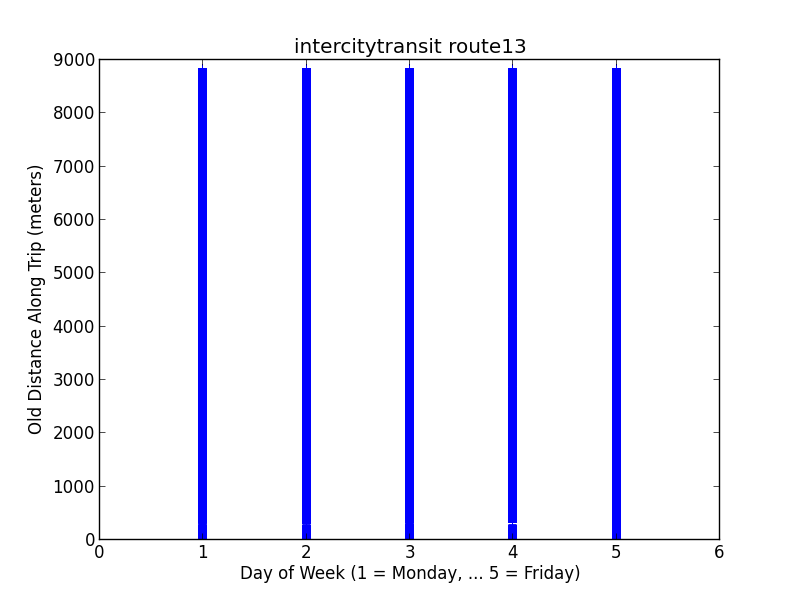 intercitytransit route13
9000
8000
7000
6000
5000
4000
3000
2000
1000
0
Old Distance Along Trip (meters)
0 1 2 3 4 5 6
Day of Week (1 = Monday, ... 5 = Friday)